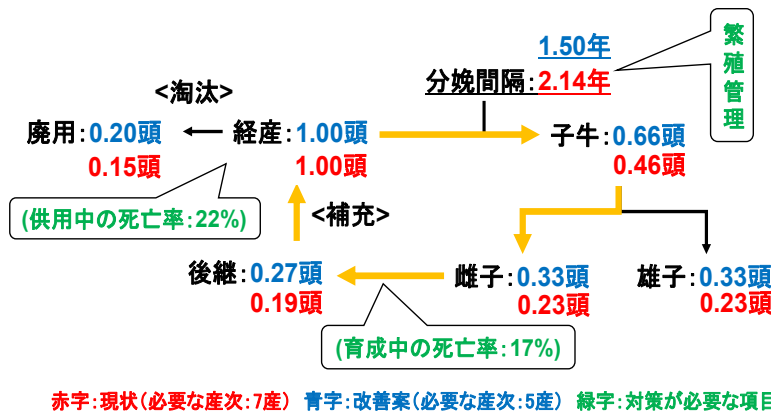 1.50年
分娩間隔:2.14年
繁殖管理
<淘汰>
廃用:0.20頭
0.15頭
経産:1.00頭
1.00頭
子牛:0.66頭
0.46頭
(供用中の死亡率:22%)
<補充>
後継:0.27頭
0.19頭
雌子:0.33頭
0.23頭
雄子:0.33頭
0.23頭
(育成中の死亡率:17%)
赤字:現状(必要な産次:7産) 青字:改善案(必要な産次:5産) 緑字:対策が必要な項目